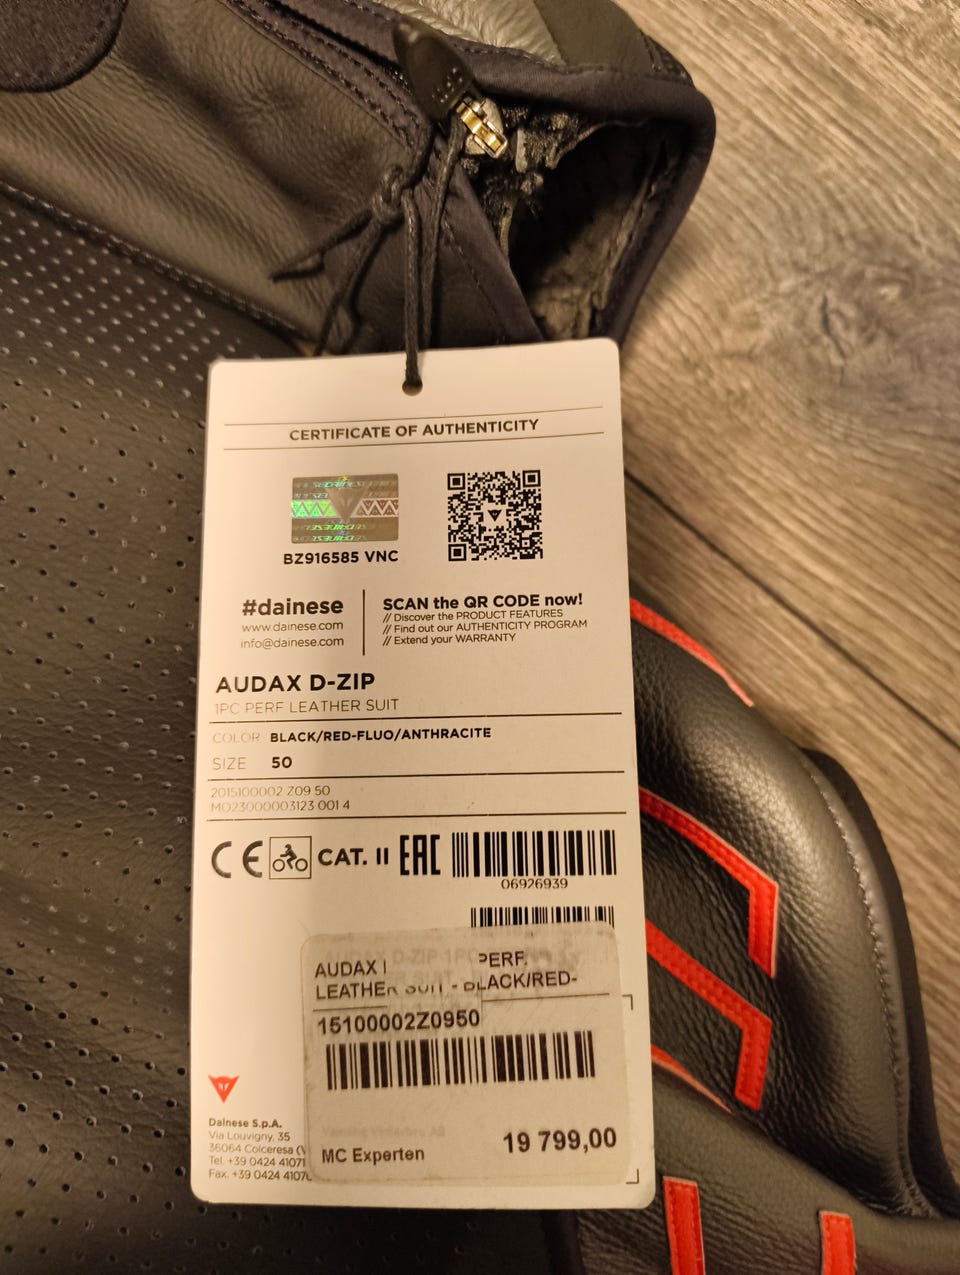 CERTIFICATE OF AUTHENTICITY
BZ916585 VNC
#dainese
www.dainese.com
info@dainese.com
SCAN the QR CODE now!
// Discover the PRODUCT FEATURES
// Find out our AUTHENTICITY PROGRAM
// Extend your WARRANTY
AUDAX D-ZIP
1PC PERF LEATHER SUIT
COLOR BLACK/RED-FLUO/ANTHRACITE
SIZE 50
2015100002 Z09 50
MO23000003123 001 4
CE CAT. II EAC
06926939
AUDAX PERF.
LEATHER SUIT - BLACK/RED-
15100002Z0950
MC Experten
19 799,00
Dainese S.p.A.
Via Louvigny, 35
36064 Colceresa (V
Tel. +39 0424 41071
Fax. +39 0424 4107